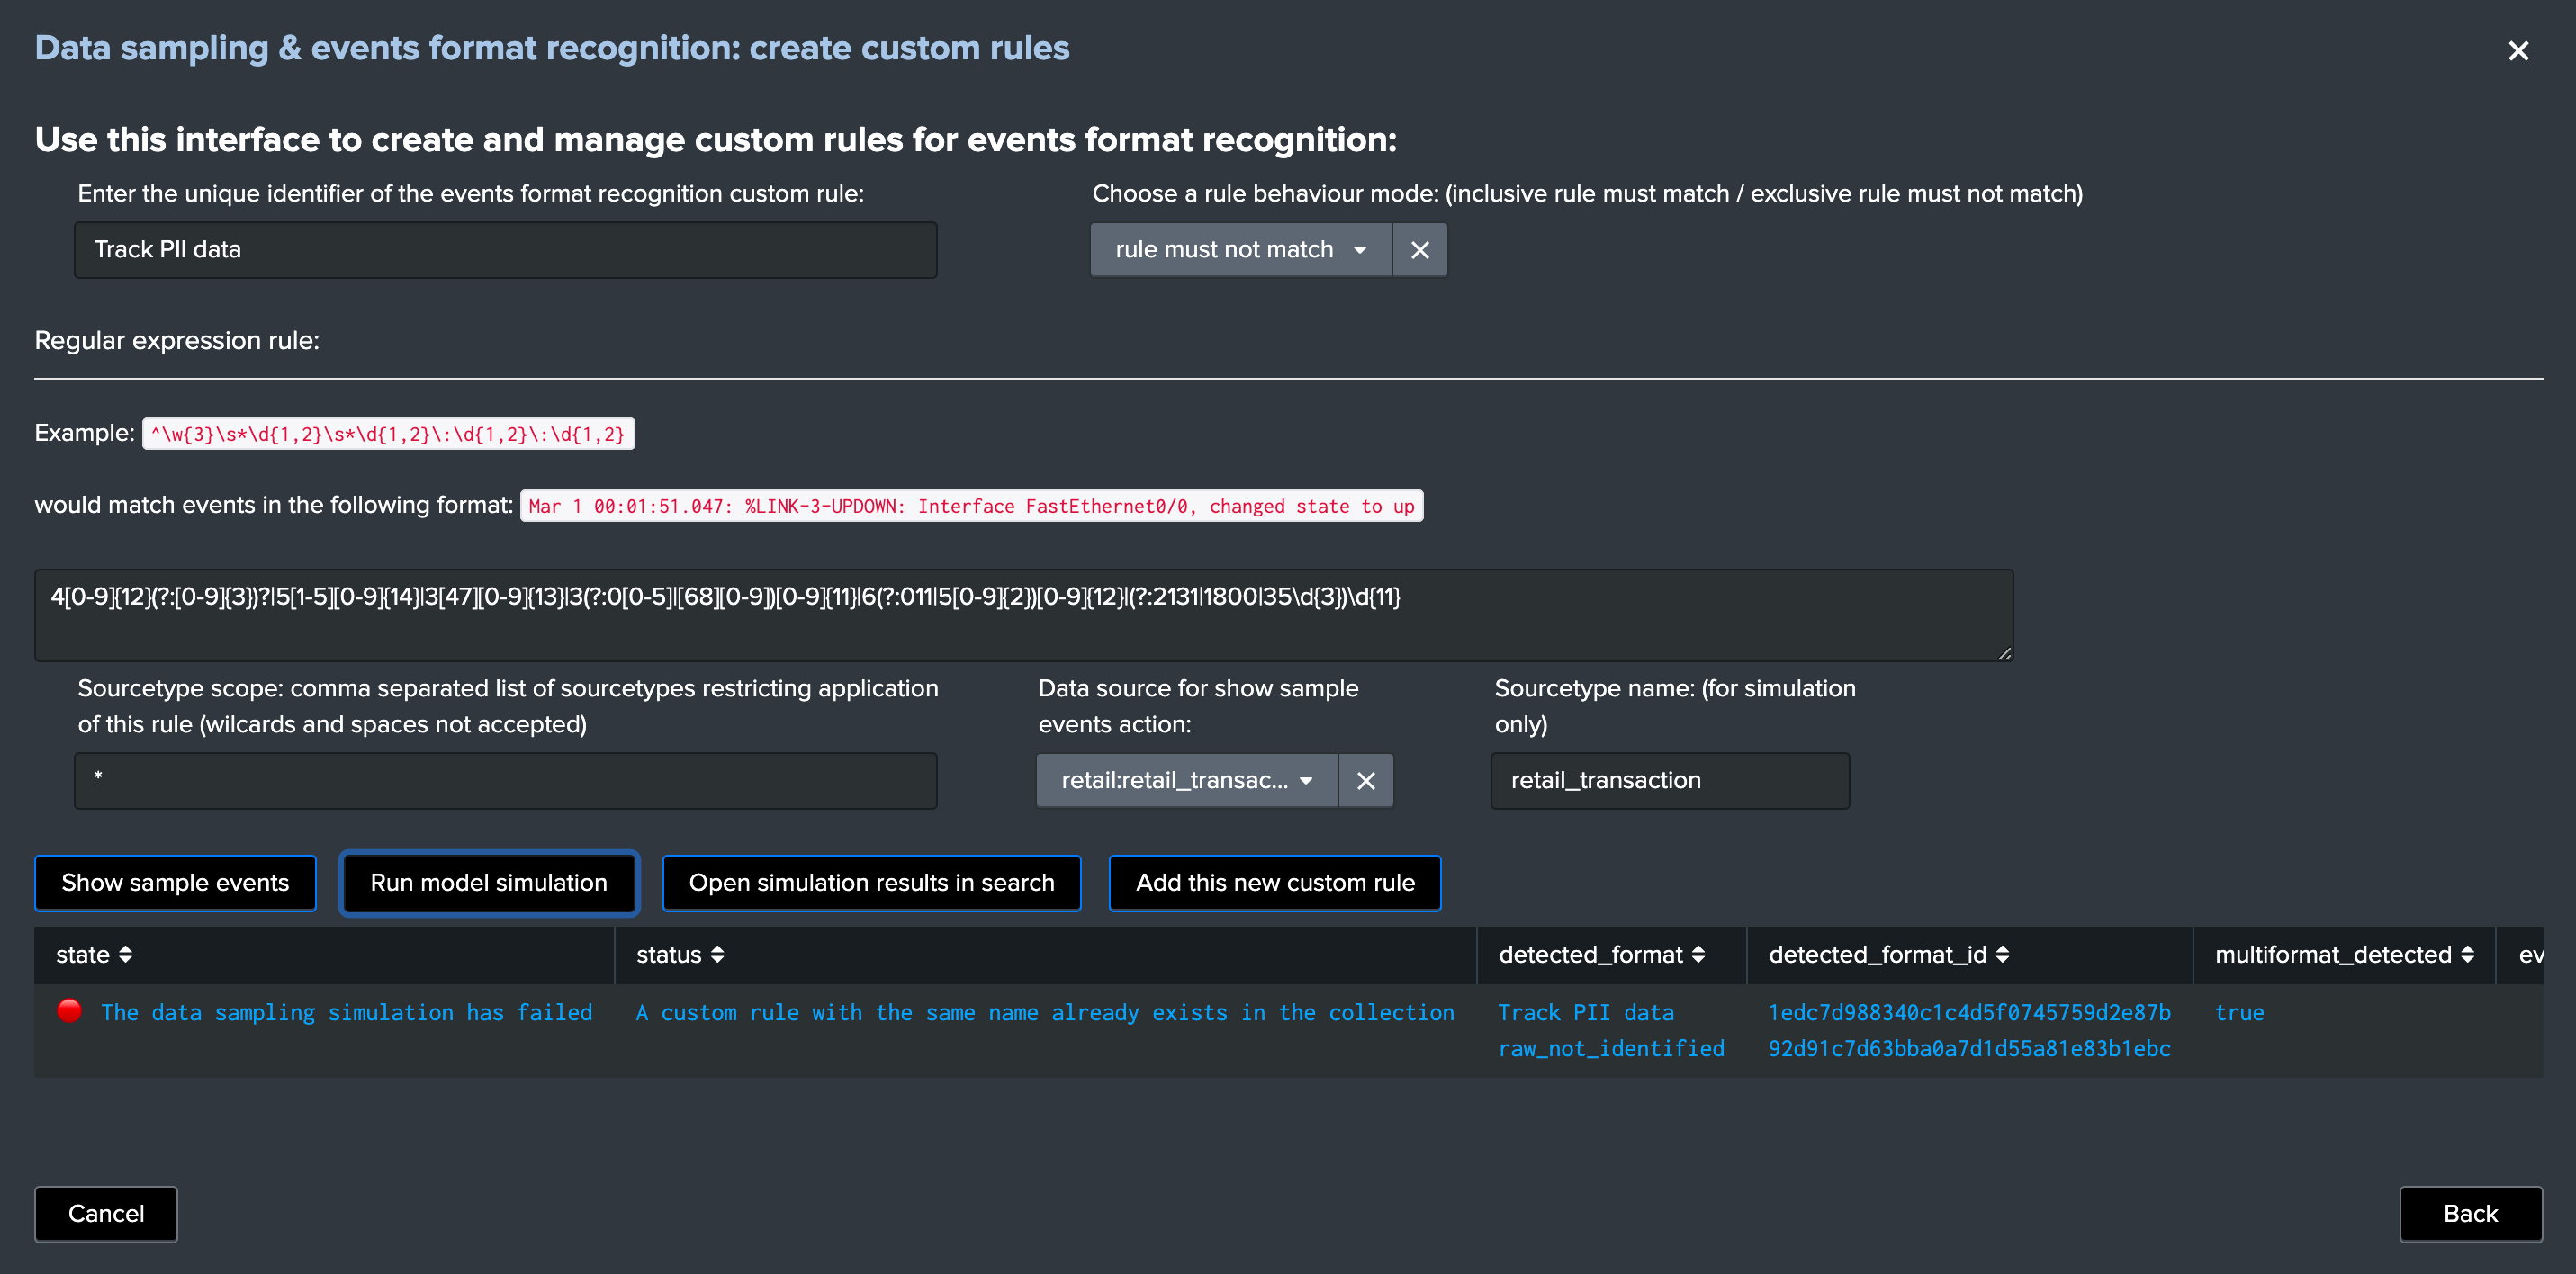 Data sampling & events format recognition: create custom rules
Use this interface to create and manage custom rules for events format recognition:
Enter the unique identifier of the events format recognition custom rule:
Choose a rule behaviour mode: (inclusive rule must match / exclusive rule must not match)
Track PII data
rule must not match
Regular expression rule:
Example: ^\w{3}\s*\d{1,2}\s*\d{1,2}\:\d{1,2}\:\d{1,2}
would match events in the following format: Mar 1 00:01:51.047: %LINK-3-UPDOWN: Interface FastEthernet0/0, changed state to up
4[0-9]{12}(?:[0-9]{3})?|5[1-5][0-9]{14}|3[47][0-9]{13}|3(?:0[0-5]|[68][0-9])[0-9]{11}|6(?:011|5[0-9]{2})[0-9]{12}|(?:2131|1800|35\d{3})\d{11}
Sourcetype scope: comma separated list of sourcetypes restricting application
of this rule (wilcards and spaces not accepted)
Data source for show sample
events action:
Sourcetype name: (for simulation
only)
*
retail:retail_transac...
retail_transaction
Show sample events
Run model simulation
Open simulation results in search
Add this new custom rule
state
status
detected_format
detected_format_id
multiformat_detected
ev
The data sampling simulation has failed
A custom rule with the same name already exists in the collection
Track PII data
raw_not_identified
1edc7d988340c1c4d5f0745759d2e87b
92d91c7d63bba0a7d1d55a81e83b1ebc
true
Cancel
Back